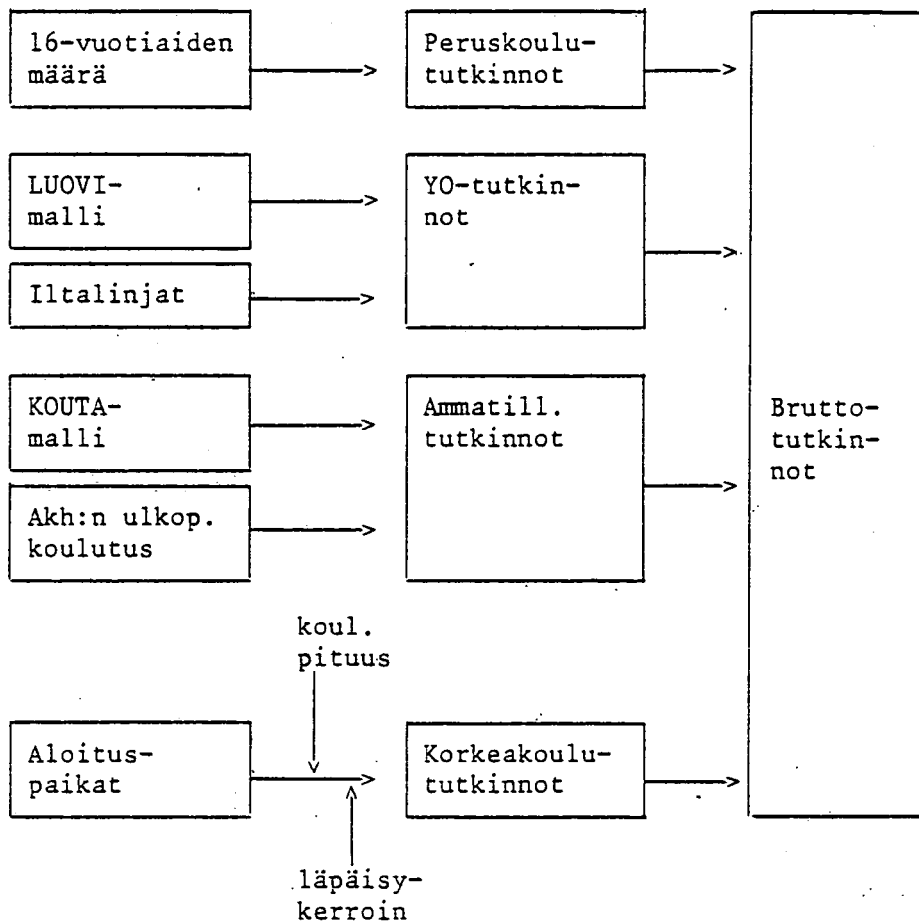 16-vuotiaiden
määrä
Peruskoulu-
tutkinnot
LUOVI-
malli
YO-tutkin-
not
Iltalinjat
KOUTA-
malli
Ammatill.
tutkinnot
Brutto-
tutkin-
not
Akh:n ulkop.
koulutus
koul.
pituus
Aloitus-
paikat
Korkeakoulu-
tutkinnot
läpäisy-
kerroin